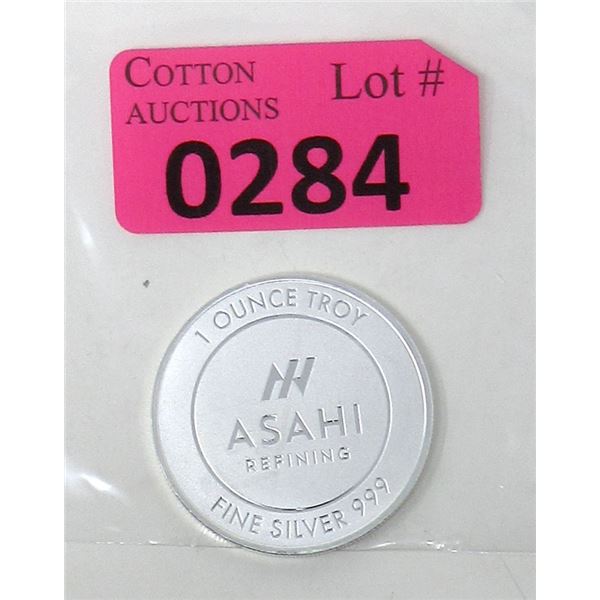 COTTON
AUCTIONS
Lot #
0284
1 OUNCE TROY
ASAHI
REFINING
FINE SILVER 999